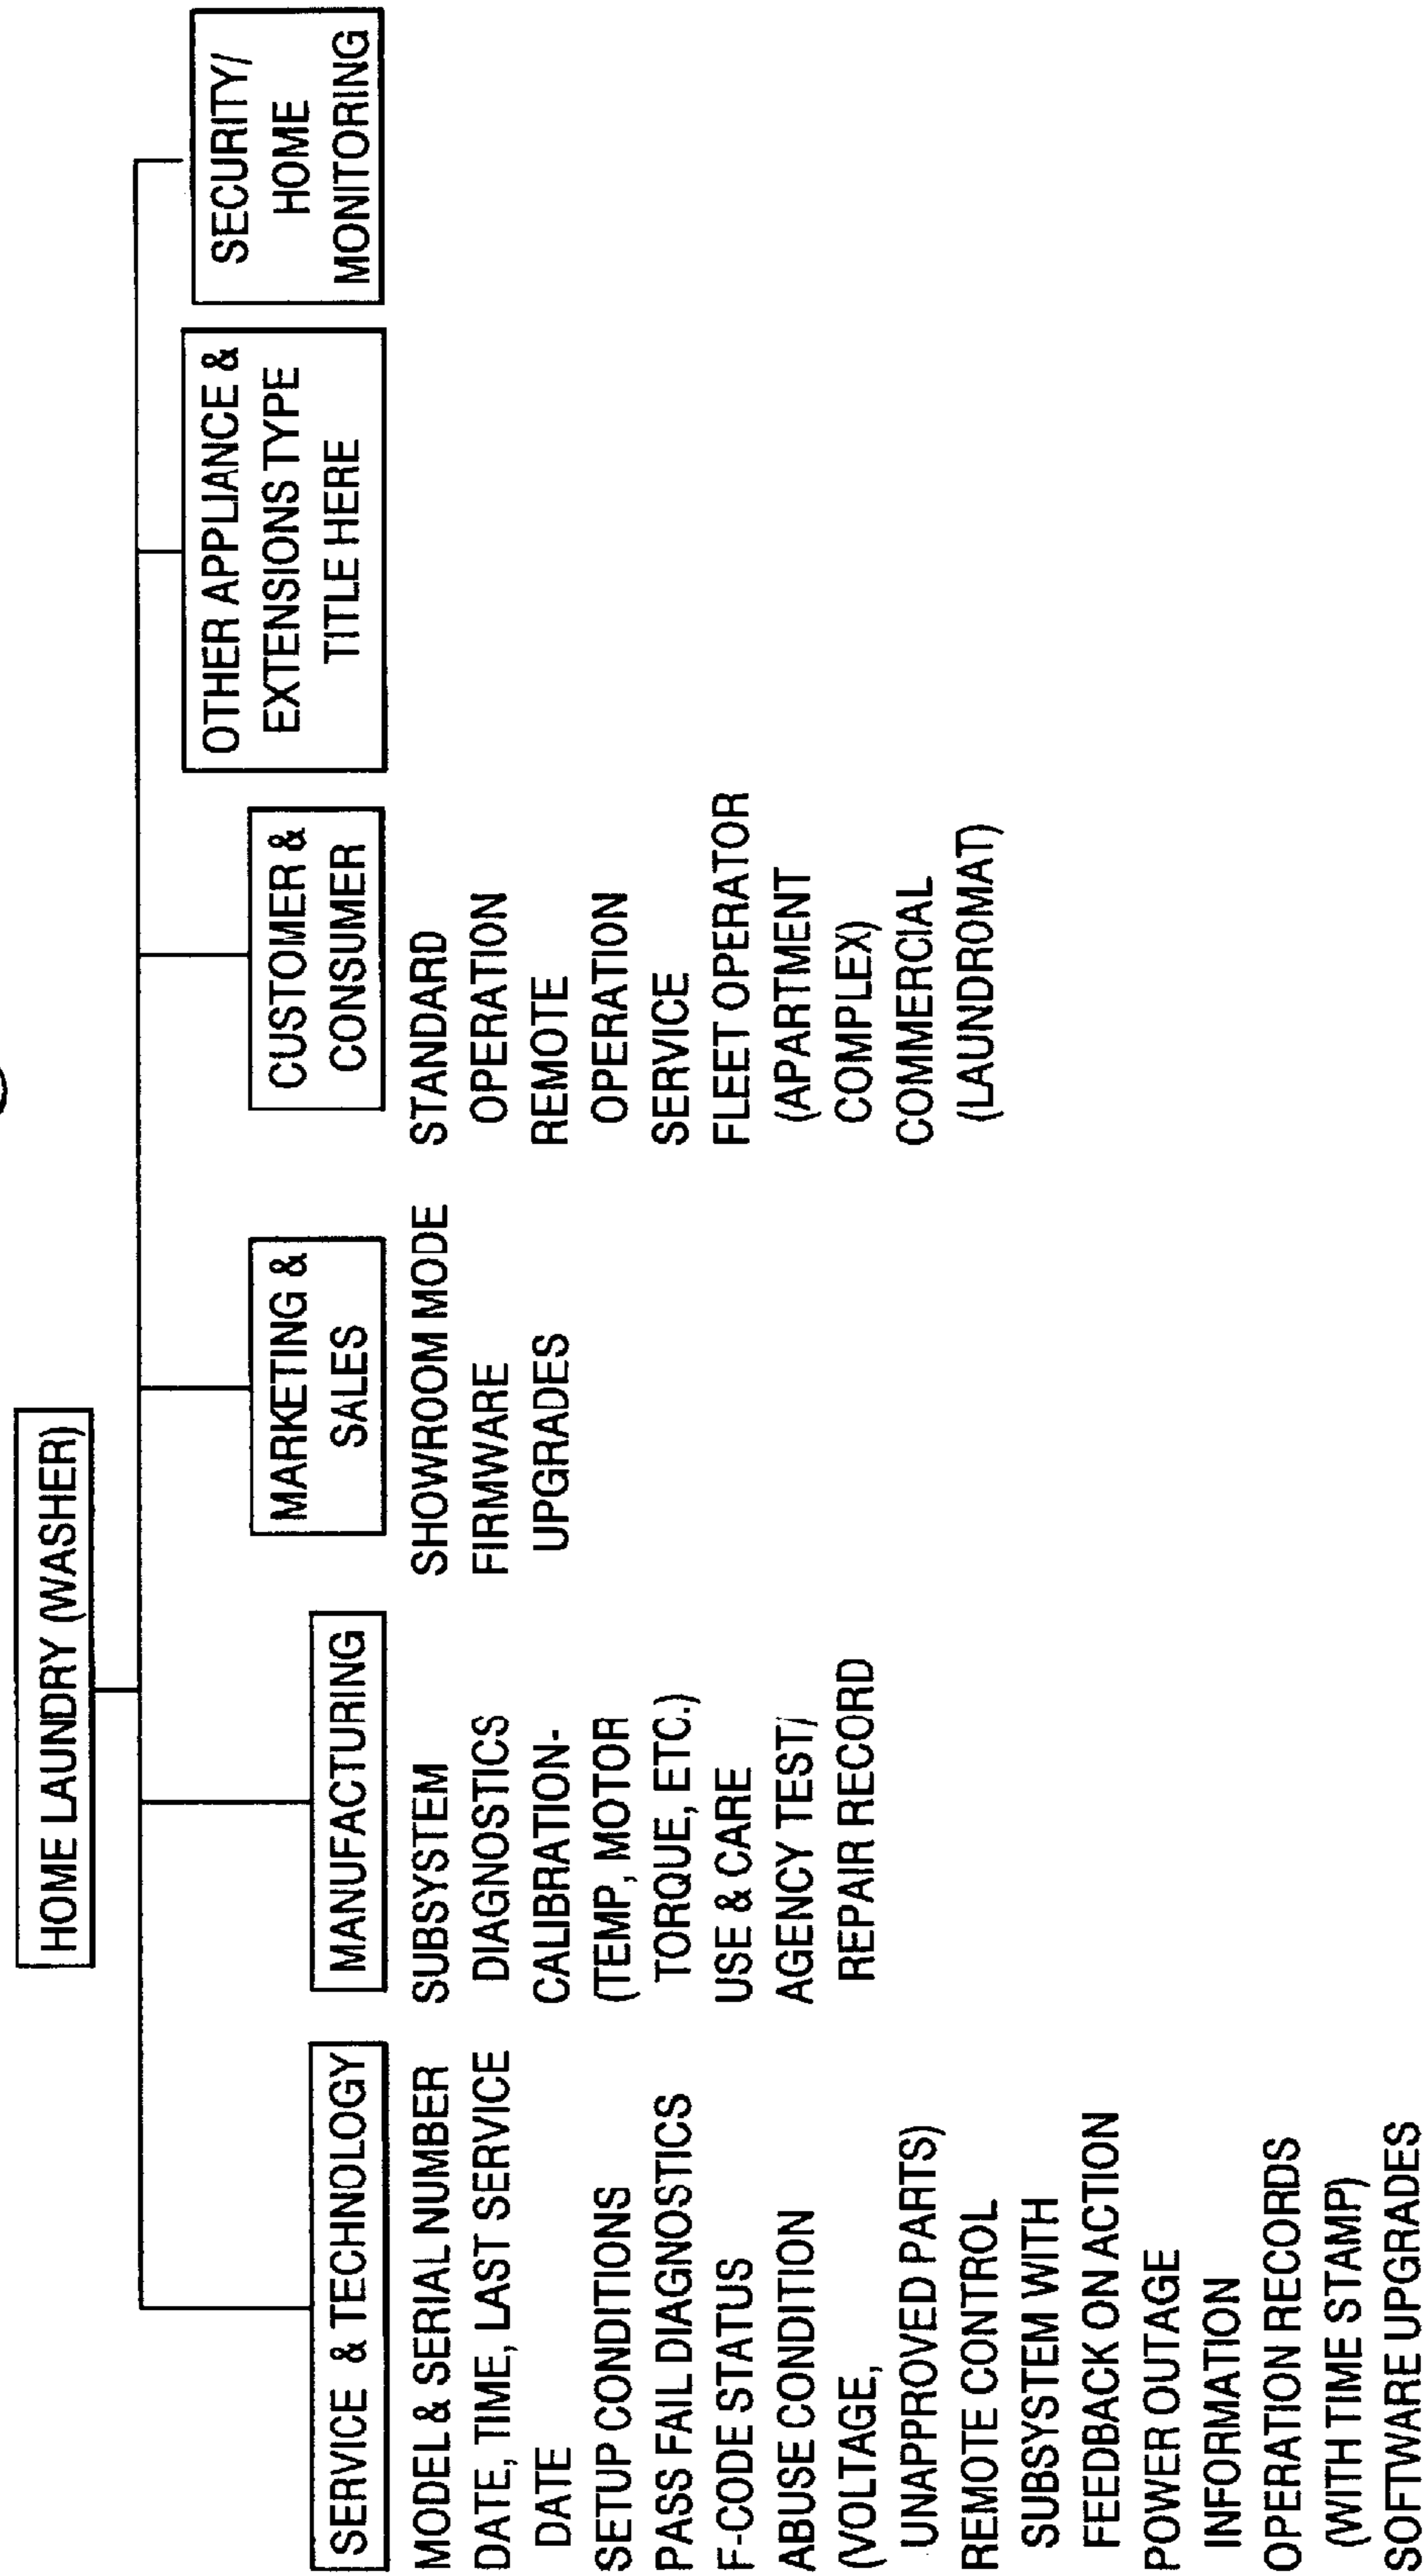 HOME LAUNDRY (WASHER)
SERVICE & TECHNOLOGY
MODEL & SERIAL NUMBER
DATE, TIME, LAST SERVICE
DATE
SETUP CONDITIONS
PASS FAIL DIAGNOSTICS
F-CODE STATUS
ABUSE CONDITION
(VOLTAGE,
UNAPPROVED PARTS)
REMOTE CONTROL
SUBSYSTEM WITH
FEEDBACK ON ACTION
POWER OUTAGE
INFORMATION
OPERATION RECORDS
(WITH TIME STAMP)
SOFTWARE UPGRADES
MANUFACTURING
SUBSYSTEM
DIAGNOSTICS
CALIBRATION-
(TEMP, MOTOR
TORQUE, ETC.)
USE & CARE
AGENCY TEST/
REPAIR RECORD
MARKETING &
SALES
SHOWROOM MODE
FIRMWARE
UPGRADES
CUSTOMER &
CONSUMER
STANDARD
OPERATION
REMOTE
OPERATION
SERVICE
FLEET OPERATOR
(APARTMENT
COMPLEX)
COMMERCIAL
(LAUNDROMAT)
OTHER APPLIANCE &
EXTENSIONS TYPE
TITLE HERE
SECURITY/
HOME
MONITORING